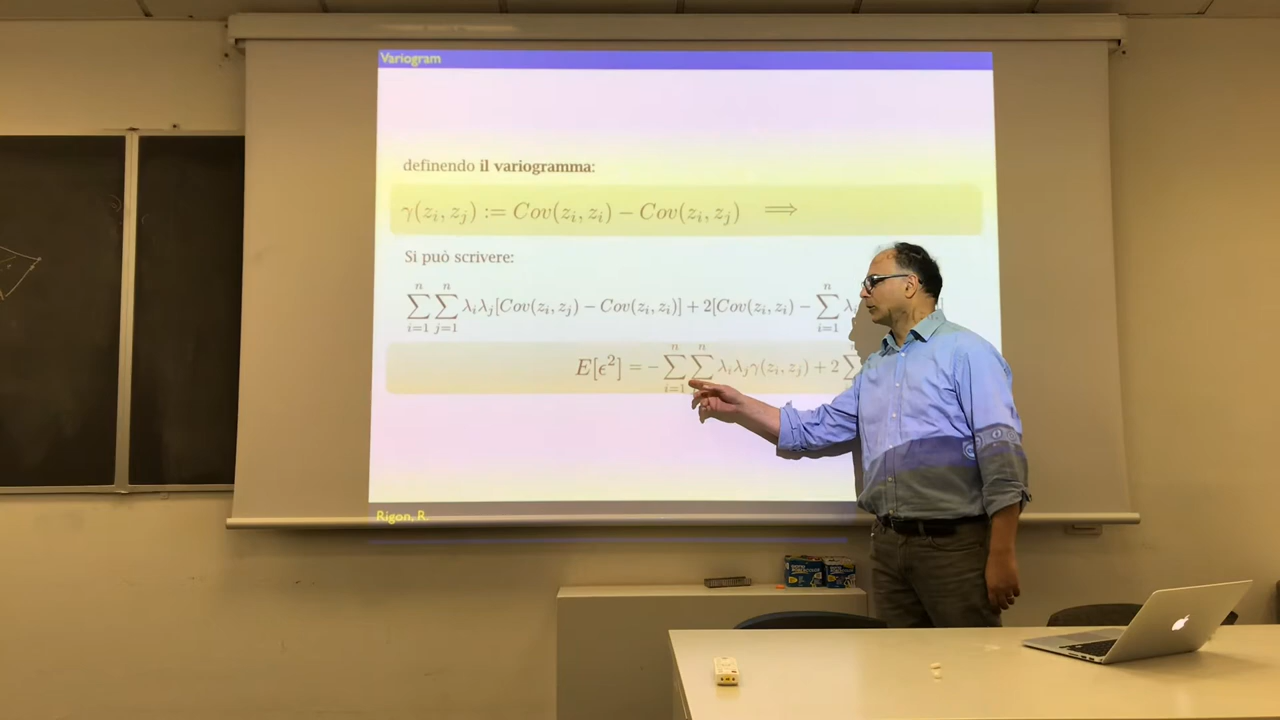 Variogram
definendo il variogramma:
γ(z_i, z_j) := Cov(z_i, z_i) − Cov(z_i, z_j) ⟹
Si può scrivere:
∑_{i=1}^{n} ∑_{j=1}^{n} λ_i λ_j [Cov(z_i, z_j) − Cov(z_i, z_i)] + 2[Cov(z_i, z_i) − ∑_{i=1}^{n} λ
E[ϵ^2] = − ∑_{i=1}^{n} ∑^{n} λ_i λ_j γ(z_i, z_j) + 2 ∑
Rigon, R.